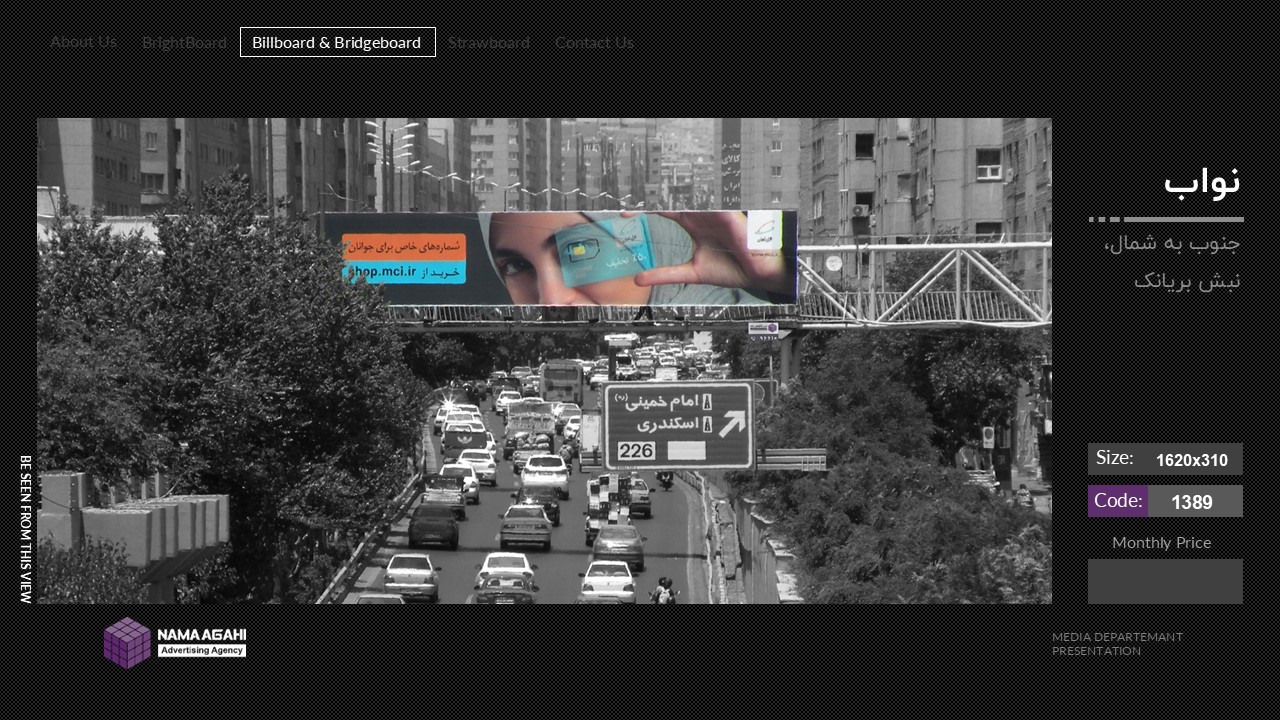 About Us
BrightBoard
Billboard & Bridgeboard
Strawboard
Contact Us
نواب
جنوب به شمال،
نبش بریانک
شماره‌های خاص برای جوانان
خرید از shop.mci.ir
٪۵۰ تخفیف
امام خمینی (ره)
اسکندری
226
Size: 1620x310
Code: 1389
Monthly Price
BE SEEN FROM THIS VIEW
NAMA AGAHI
Advertising Agency
MEDIA DEPARTEMANT
PRESENTATION